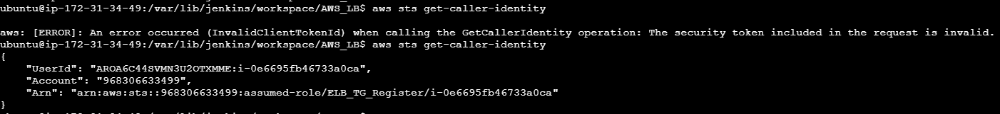 ubuntu@ip-172-31-34-49:/var/lib/jenkins/workspace/AWS_LB$ aws sts get-caller-identity
aws: [ERROR]: An error occurred (InvalidClientTokenId) when calling the GetCallerIdentity operation: The security token included in the request is invalid.
ubuntu@ip-172-31-34-49:/var/lib/jenkins/workspace/AWS_LB$ aws sts get-caller-identity
{
    "UserId": "AROA6C44SVMN3U2OTXMME:i-0e6695fb46733a0ca",
    "Account": "968306633499",
    "Arn": "arn:aws:sts::968306633499:assumed-role/ELB_TG_Register/i-0e6695fb46733a0ca"
}